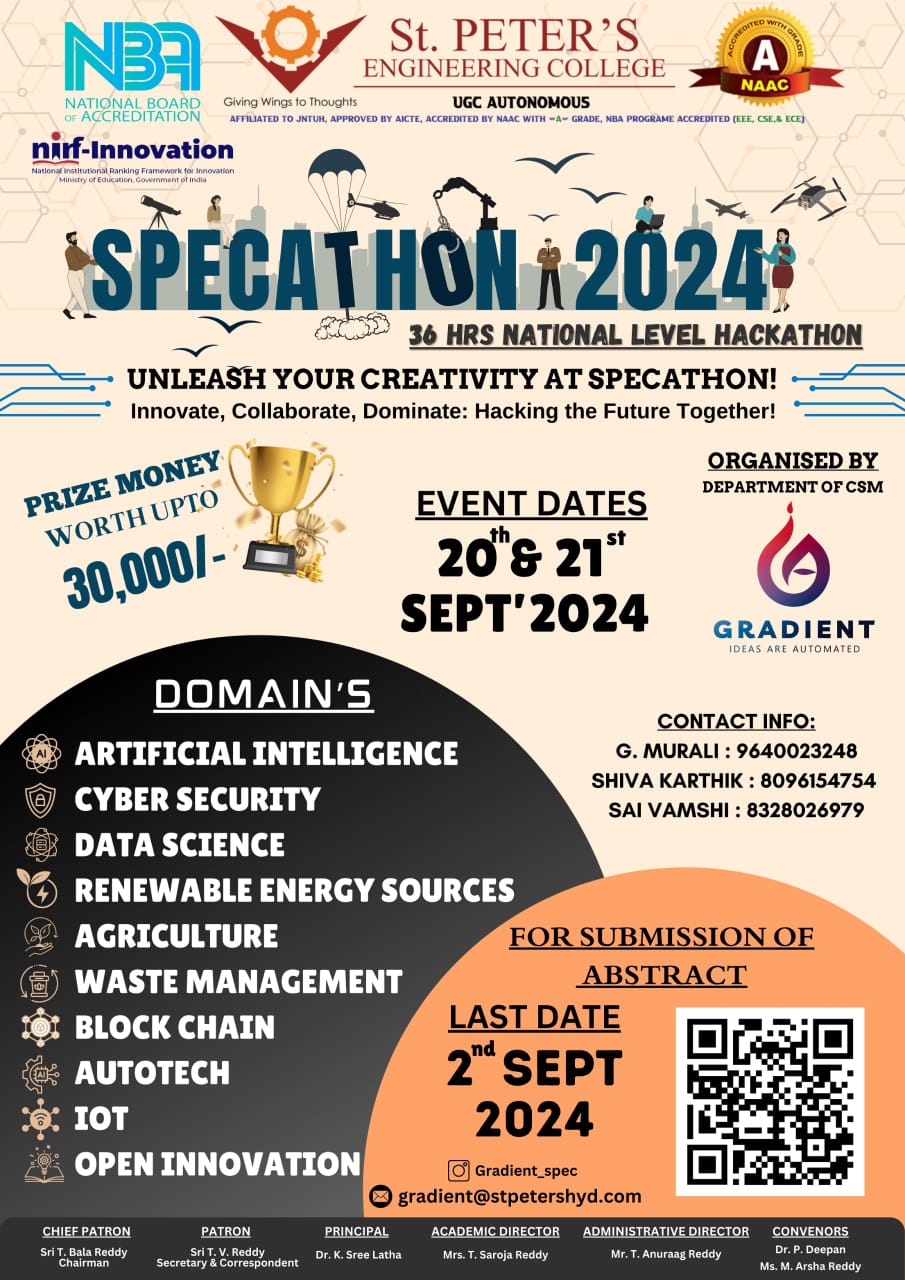 NBA
NATIONAL BOARD
OF ACCREDITATION
Giving Wings to Thoughts
St. PETER'S
ENGINEERING COLLEGE
UGC AUTONOMOUS
ACCREDITED WITH GRADE
A
NAAC
AFFILIATED TO JNTUH, APPROVED BY AICTE, ACCREDITED BY NAAC WITH "A" GRADE, NBA PROGRAME ACCREDITED (EEE, CSE,& ECE)
nirf-Innovation
National Institutional Ranking Framework for Innovation
Ministry of Education, Government of India
SPECATHON 2024
36 HRS NATIONAL LEVEL HACKATHON
UNLEASH YOUR CREATIVITY AT SPECATHON!
Innovate, Collaborate, Dominate: Hacking the Future Together!
PRIZE MONEY
WORTH UPTO
30,000/-
EVENT DATES
20th & 21st
SEPT'2024
ORGANISED BY
DEPARTMENT OF CSM
GRADIENT
IDEAS ARE AUTOMATED
DOMAIN'S
AI ARTIFICIAL INTELLIGENCE
CYBER SECURITY
DATA SCIENCE
RENEWABLE ENERGY SOURCES
AGRICULTURE
WASTE MANAGEMENT
BLOCK CHAIN
AI AUTOTECH
IOT
OPEN INNOVATION
CONTACT INFO:
G. MURALI : 9640023248
SHIVA KARTHIK : 8096154754
SAI VAMSHI : 8328026979
FOR SUBMISSION OF
ABSTRACT
LAST DATE
2nd SEPT
2024
Gradient_spec
gradient@stpetershyd.com
CHIEF PATRON
Sri T. Bala Reddy
Chairman
PATRON
Sri T. V. Reddy
Secretary & Correspondent
PRINCIPAL
Dr. K. Sree Latha
ACADEMIC DIRECTOR
Mrs. T. Saroja Reddy
ADMINISTRATIVE DIRECTOR
Mr. T. Anuraag Reddy
CONVENORS
Dr. P. Deepan
Ms. M. Arsha Reddy